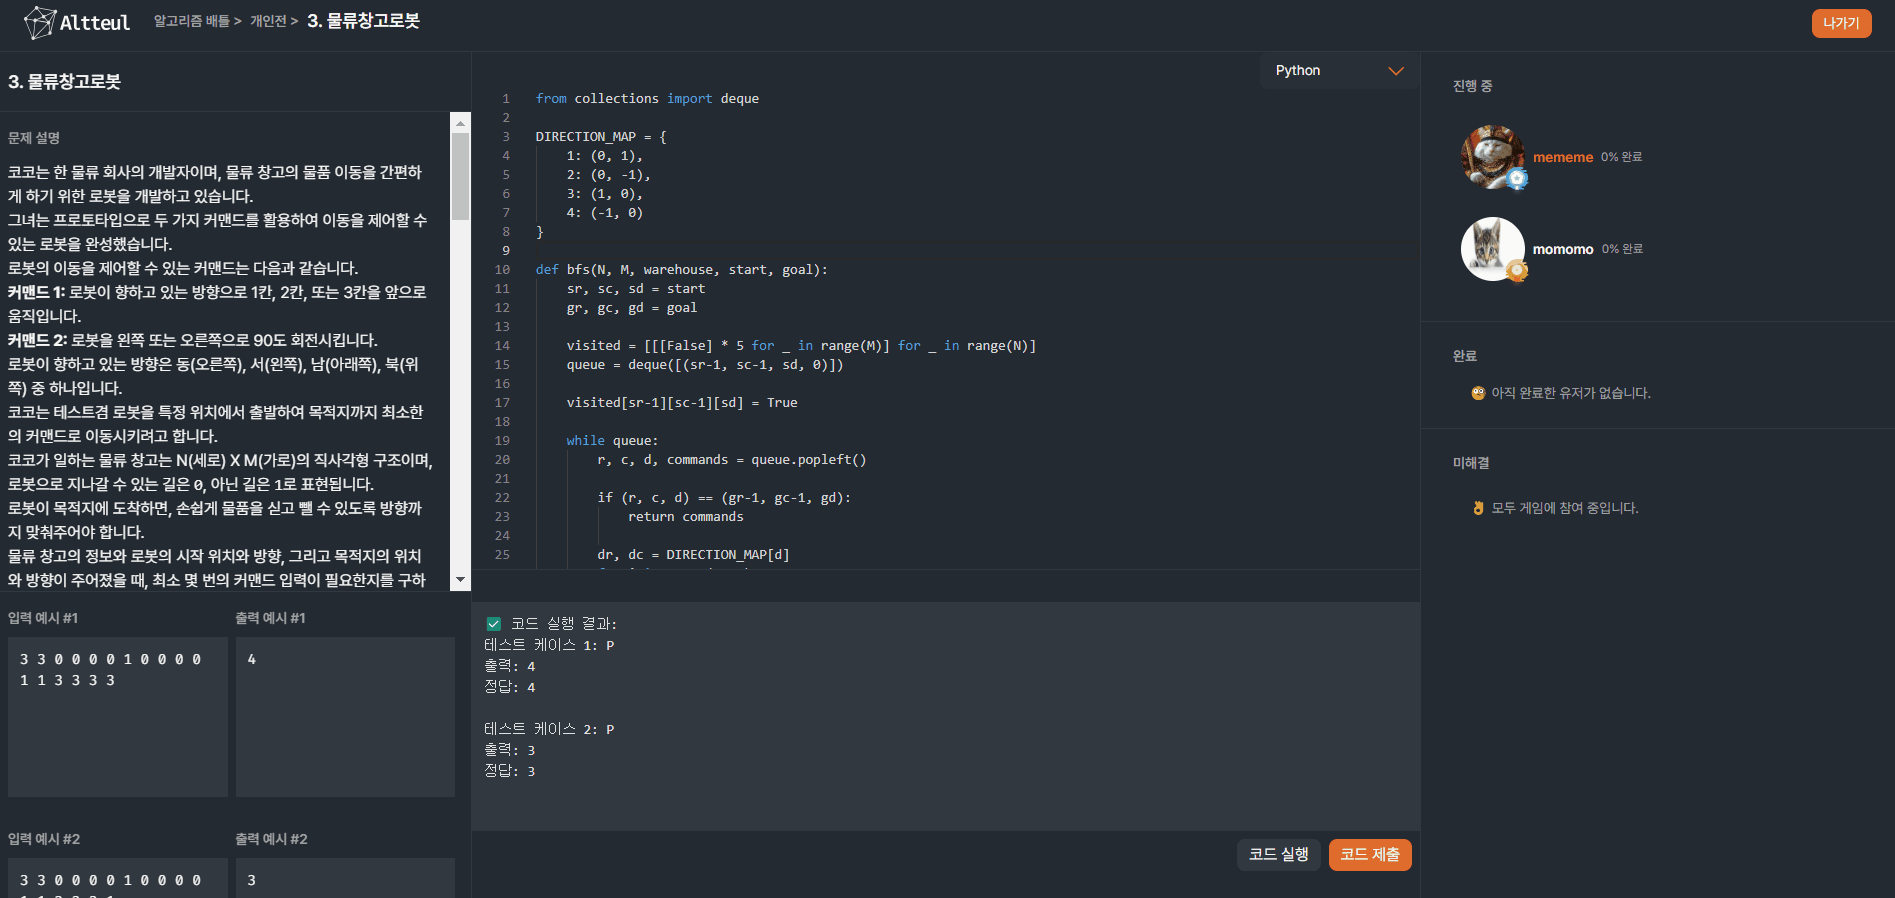 Altteul
알고리즘 배틀 > 개인전 > 3. 물류창고로봇
나가기
3. 물류창고로봇
문제 설명
코코는 한 물류 회사의 개발자이며, 물류 창고의 물품 이동을 간편하
게 하기 위한 로봇을 개발하고 있습니다.
그녀는 프로토타입으로 두 가지 커맨드를 활용하여 이동을 제어할 수
있는 로봇을 완성했습니다.
로봇의 이동을 제어할 수 있는 커맨드는 다음과 같습니다.
커맨드 1: 로봇이 향하고 있는 방향으로 1칸, 2칸, 또는 3칸을 앞으로
움직입니다.
커맨드 2: 로봇을 왼쪽 또는 오른쪽으로 90도 회전시킵니다.
로봇이 향하고 있는 방향은 동(오른쪽), 서(왼쪽), 남(아래쪽), 북(위
쪽) 중 하나입니다.
코코는 테스트겸 로봇을 특정 위치에서 출발하여 목적지까지 최소한
의 커맨드로 이동시키려고 합니다.
코코가 일하는 물류 창고는 N(세로) X M(가로)의 직사각형 구조이며,
로봇으로 지나갈 수 있는 길은 0, 아닌 길은 1로 표현됩니다.
로봇이 목적지에 도착하면, 손쉽게 물품을 싣고 뺄 수 있도록 방향까
지 맞춰주어야 합니다.
물류 창고의 정보와 로봇의 시작 위치와 방향, 그리고 목적지의 위치
와 방향이 주어졌을 때, 최소 몇 번의 커맨드 입력이 필요한지를 구하
입력 예시 #1
출력 예시 #1
3 3 0 0 0 0 1 0 0 0 0
1 1 3 3 3 3
4
입력 예시 #2
출력 예시 #2
3 3 0 0 0 0 1 0 0 0 0
3
Python
1 from collections import deque
2
3 DIRECTION_MAP = {
4 1: (0, 1),
5 2: (0, -1),
6 3: (1, 0),
7 4: (-1, 0)
8 }
9
10 def bfs(N, M, warehouse, start, goal):
11 sr, sc, sd = start
12 gr, gc, gd = goal
13
14 visited = [[[False] * 5 for _ in range(M)] for _ in range(N)]
15 queue = deque([(sr-1, sc-1, sd, 0)])
16
17 visited[sr-1][sc-1][sd] = True
18
19 while queue:
20 r, c, d, commands = queue.popleft()
21
22 if (r, c, d) == (gr-1, gc-1, gd):
23 return commands
24
25 dr, dc = DIRECTION_MAP[d]
✅ 코드 실행 결과:
테스트 케이스 1: P
출력: 4
정답: 4
테스트 케이스 2: P
출력: 3
정답: 3
코드 실행
코드 제출
진행 중
mememe 0% 완료
momomo 0% 완료
완료
아직 완료한 유저가 없습니다.
미해결
모두 게임에 참여 중입니다.